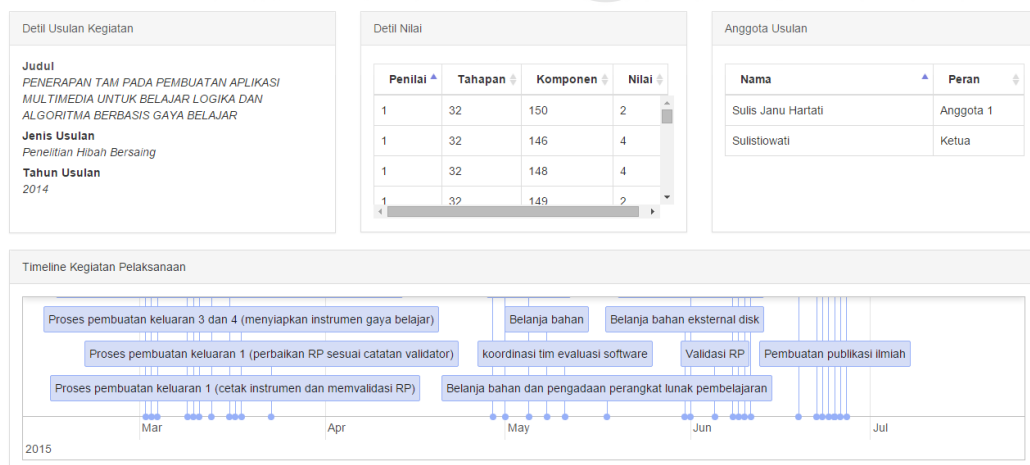 Detil Usulan Kegiatan
Judul
PENERAPAN TAM PADA PEMBUATAN APLIKASI
MULTIMEDIA UNTUK BELAJAR LOGIKA DAN
ALGORITMA BERBASIS GAYA BELAJAR
Jenis Usulan
Penelitian Hibah Bersaing
Tahun Usulan
2014
Detil Nilai
Penilai Tahapan Komponen Nilai
1 32 150 2
1 32 146 4
1 32 148 4
1 32 149 2
Anggota Usulan
Nama Peran
Sulis Janu Hartati Anggota 1
Sulistiowati Ketua
Timeline Kegiatan Pelaksanaan
Proses pembuatan keluaran 3 dan 4 (menyiapkan instrumen gaya belajar) Belanja bahan Belanja bahan eksternal disk
Proses pembuatan keluaran 1 (perbaikan RP sesuai catatan validator) koordinasi tim evaluasi software Validasi RP Pembuatan publikasi ilmiah
Proses pembuatan keluaran 1 (cetak instrumen dan memvalidasi RP) Belanja bahan dan pengadaan perangkat lunak pembelajaran
Mar Apr May Jun Jul
2015